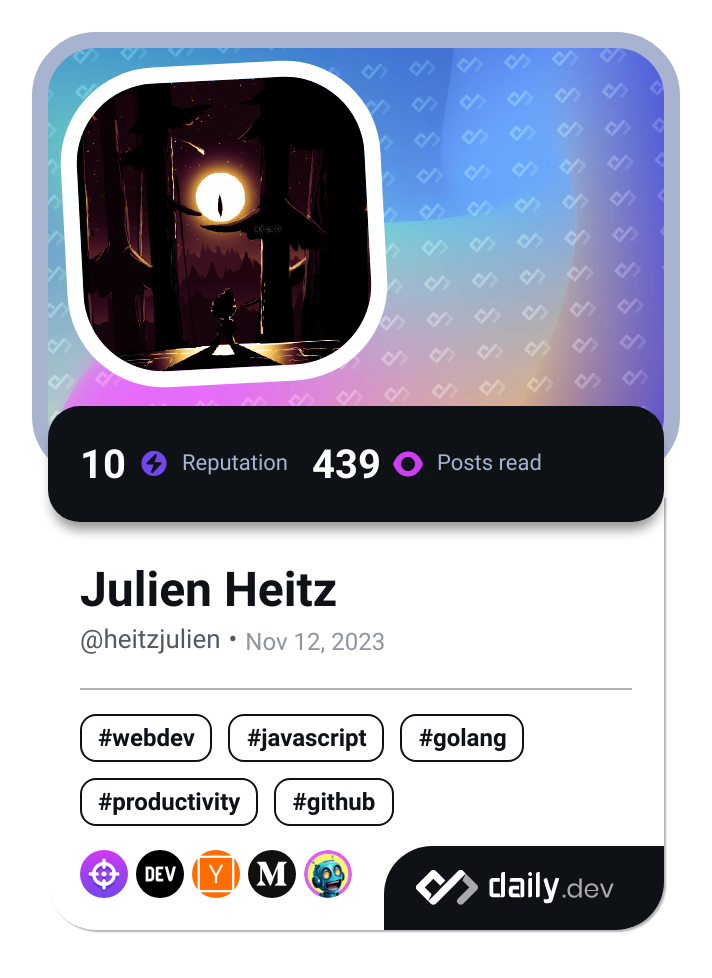 10 Reputation 439 Posts read
Julien Heitz
@heitzjulien • Nov 12, 2023
#webdev #javascript #golang
#productivity #github
DEV Y M
daily.dev